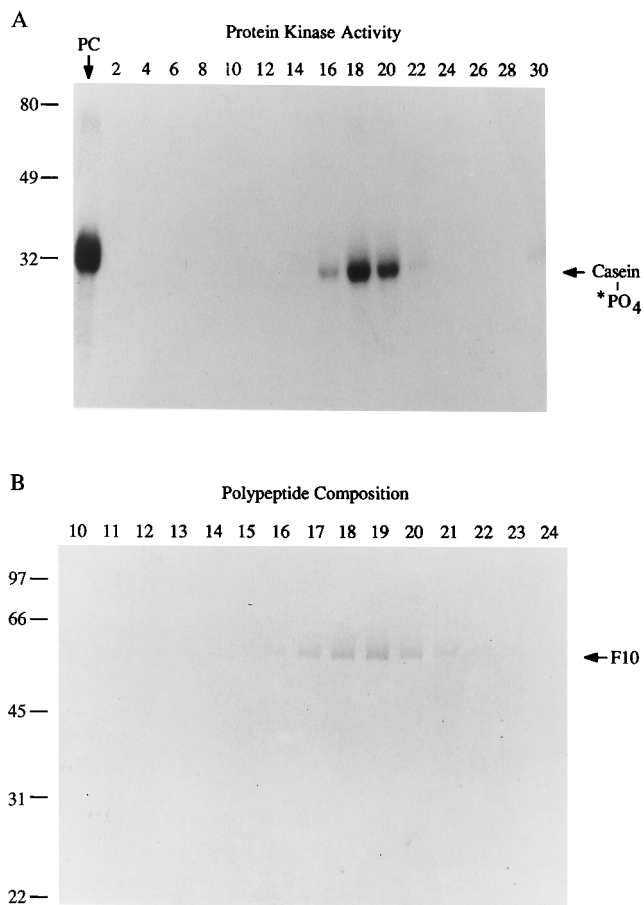 A
Protein Kinase Activity
PC
2 4 6 8 10 12 14 16 18 20 22 24 26 28 30
80
49
32
Casein
*PO4
B
Polypeptide Composition
10 11 12 13 14 15 16 17 18 19 20 21 22 23 24
97
66
F10
45
31
22